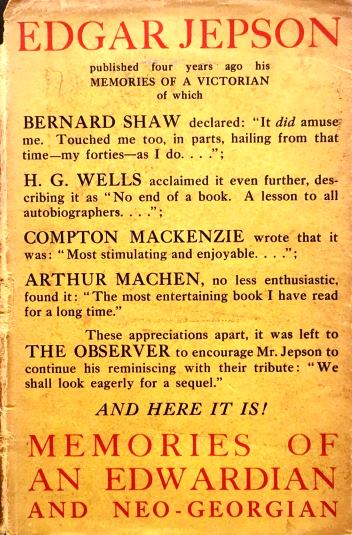 EDGAR JEPSON
published four years ago his
MEMORIES OF A VICTORIAN
of which
BERNARD SHAW declared: "It did amuse
me. Touched me too, in parts, hailing from that
time—my forties—as I do. . . .";
H. G. WELLS acclaimed it even further, des-
cribing it as "No end of a book. A lesson to all
autobiographers. . . .";
COMPTON MACKENZIE wrote that it
was: "Most stimulating and enjoyable. . . .";
ARTHUR MACHEN, no less enthusiastic,
found it: "The most entertaining book I have read
for a long time."
These appreciations apart, it was left to
THE OBSERVER to encourage Mr. Jepson to
continue his reminiscing with their tribute: "We
shall look eagerly for a sequel."
AND HERE IT IS!
MEMORIES OF
AN EDWARDIAN
AND NEO-GEORGIAN